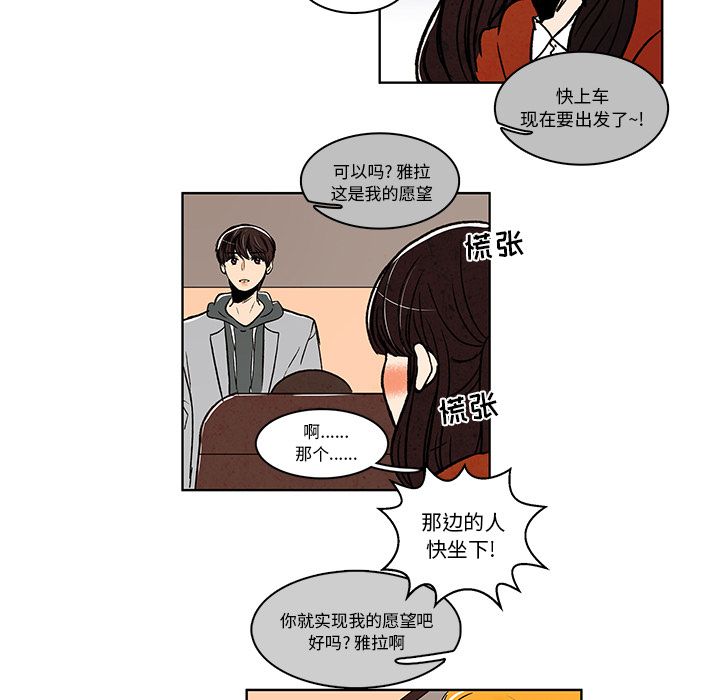 快上车
现在要出发了~!
可以吗? 雅拉
这是我的愿望
慌张
慌张
啊......
那个......
那边的人
快坐下!
你就实现我的愿望吧
好吗? 雅拉啊